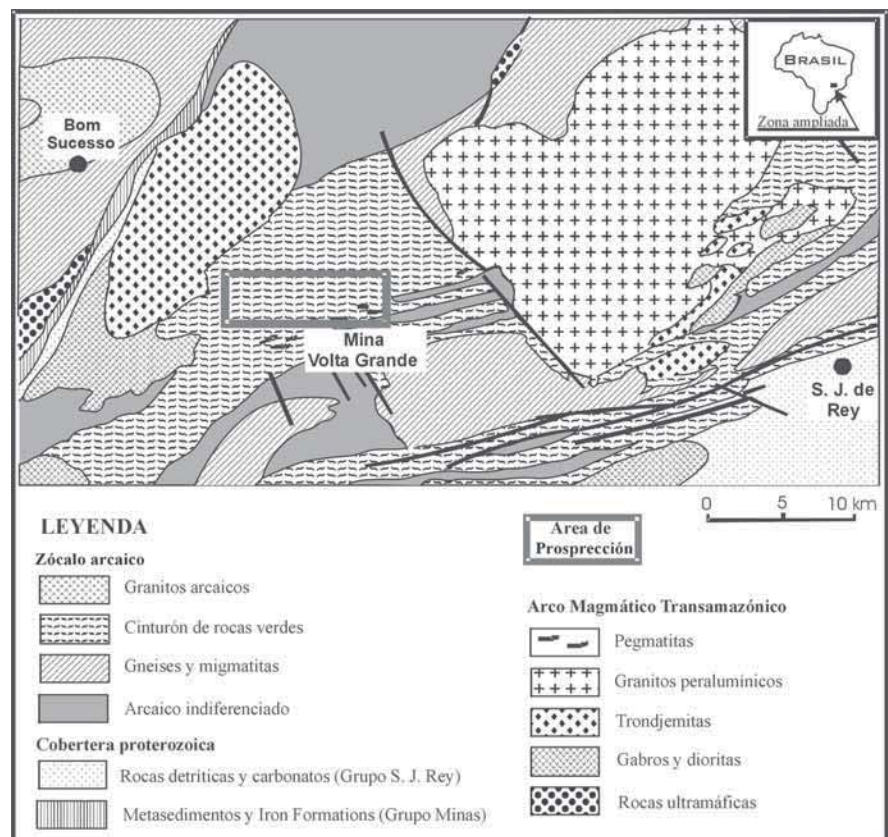 BRASIL
Zona ampliada
Bom
Sucesso
Mina
Volta Grande
S. J. de
Rey
0 5 10 km
LEYENDA
Zócalo arcaico
Granitos arcaicos
Cinturón de rocas verdes
Gneises y migmatitas
Arcaico indiferenciado
Cobertera proterozoica
Rocas detríticas y carbonatos (Grupo S. J. Rey)
Metasedimentos y Iron Formations (Grupo Minas)
Area de
Prosprección
Arco Magmático Transamazónico
Pegmatitas
Granitos peralumínicos
Trondjemitas
Gabros y dioritas
Rocas ultramáficas